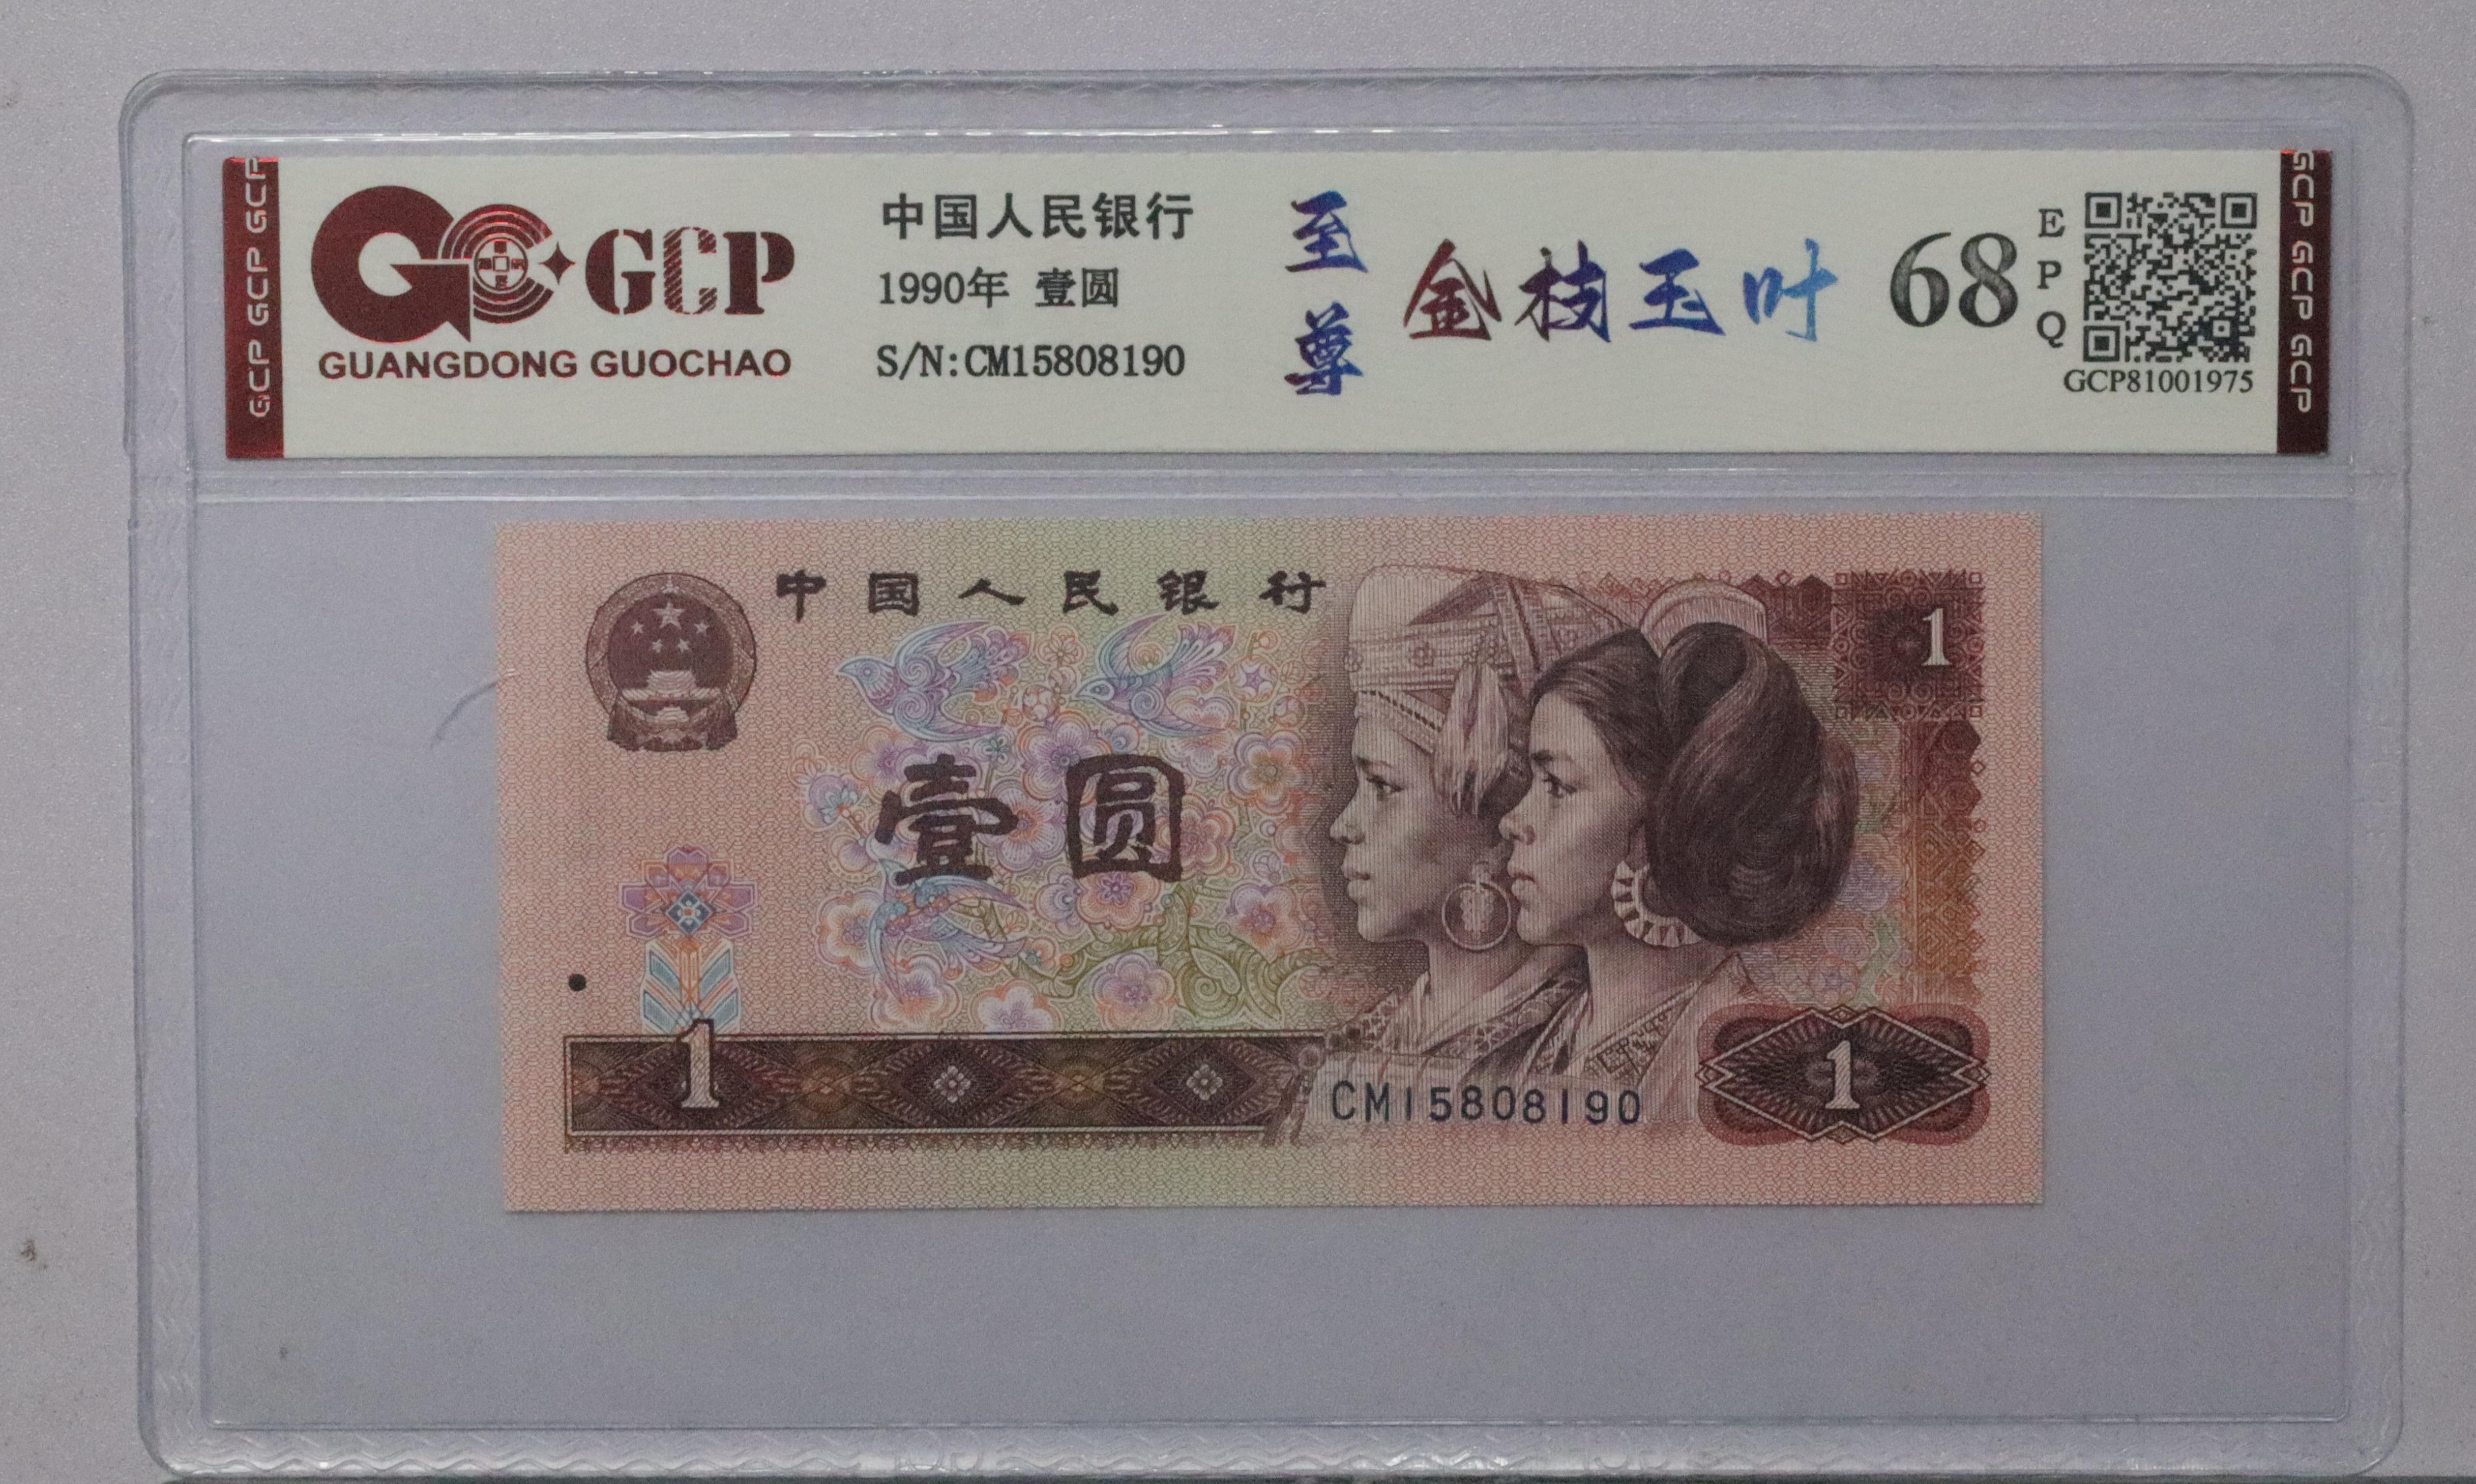 GCP GCP GCP
GCP
GUANGDONG GUOCHAO
中国人民银行
1990年 壹圆
S/N:CM15808190
至尊
金枝玉叶
68
EPQ
GCP81001975
GCP GCP GCP
中国人民银行
1
壹圆
1
CM15808190
1